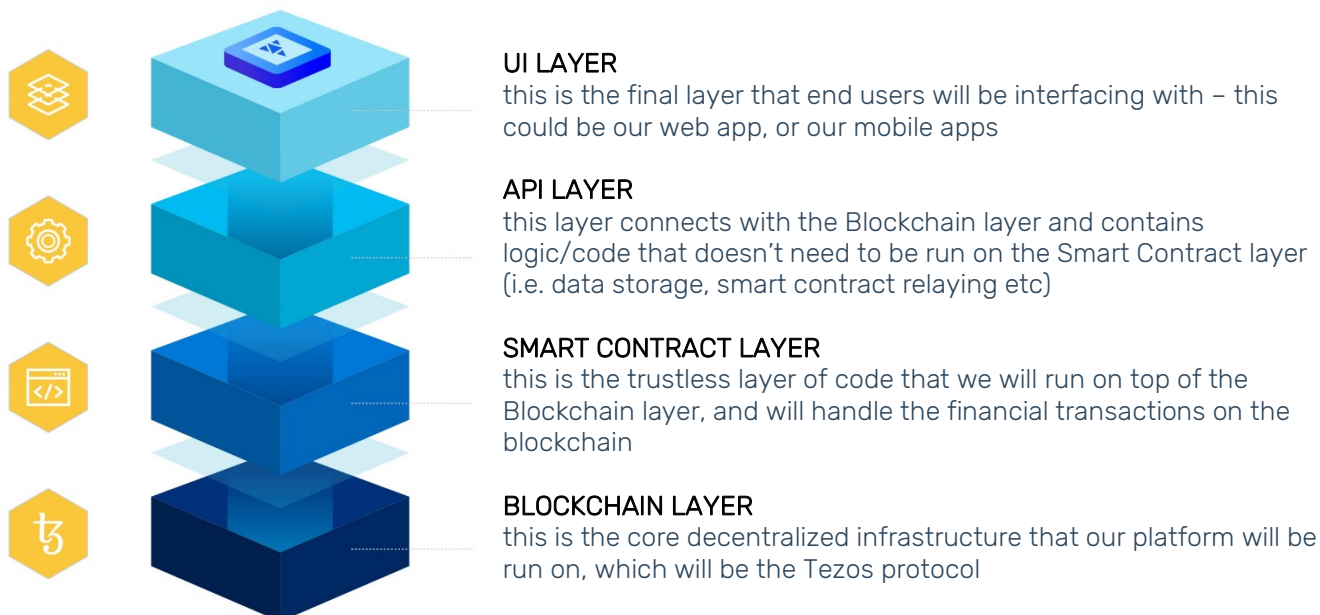 UI LAYER
this is the final layer that end users will be interfacing with – this
could be our web app, or our mobile apps
API LAYER
this layer connects with the Blockchain layer and contains
logic/code that doesn’t need to be run on the Smart Contract layer
(i.e. data storage, smart contract relaying etc)
SMART CONTRACT LAYER
this is the trustless layer of code that we will run on top of the
Blockchain layer, and will handle the financial transactions on the
blockchain
BLOCKCHAIN LAYER
this is the core decentralized infrastructure that our platform will be
run on, which will be the Tezos protocol